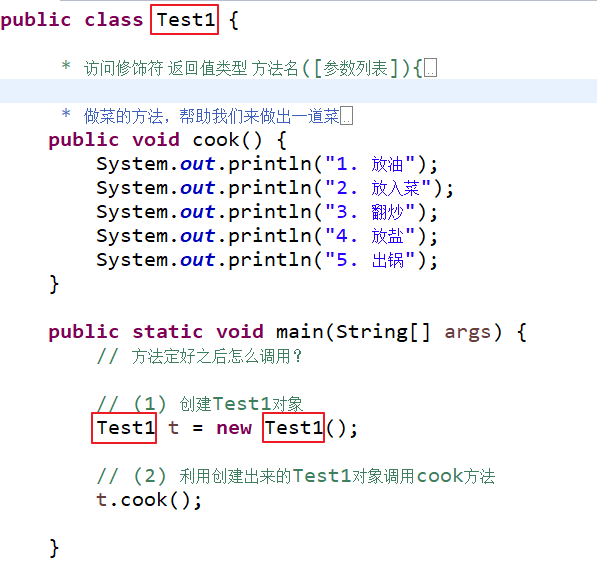 public class Test1 {
* 访问修饰符 返回值类型 方法名([参数列表]){
* 做菜的方法，帮助我们来做出一道菜
public void cook() {
System.out.println("1. 放油");
System.out.println("2. 放入菜");
System.out.println("3. 翻炒");
System.out.println("4. 放盐");
System.out.println("5. 出锅");
}
public static void main(String[] args) {
// 方法定好之后怎么调用？
// (1) 创建Test1对象
Test1 t = new Test1();
// (2) 利用创建出来的Test1对象调用cook方法
t.cook();
}